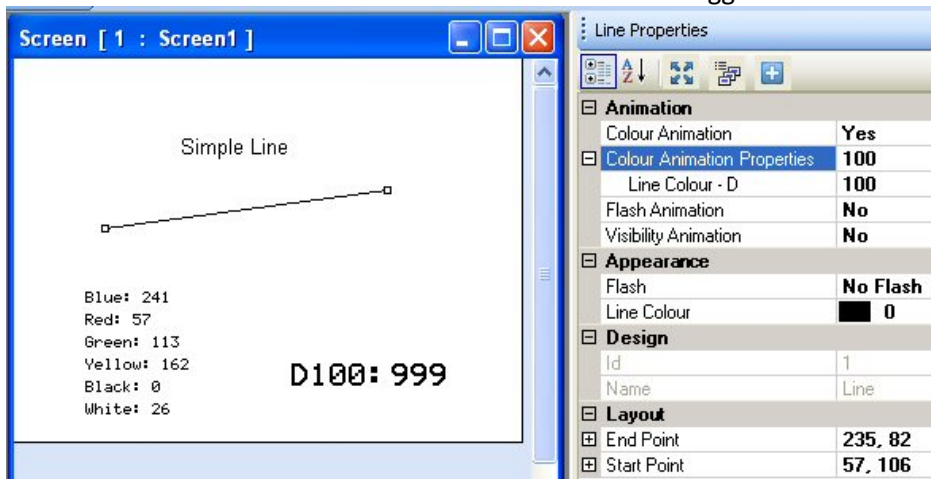 Screen [ 1 : Screen1 ]
Simple Line
Blue: 241
Red: 57
Green: 113
Yellow: 162
Black: 0
White: 26
D100: 999
Line Properties
Animation
Colour Animation Yes
Colour Animation Properties 100
Line Colour - D 100
Flash Animation No
Visibility Animation No
Appearance
Flash No Flash
Line Colour 0
Design
Id 1
Name Line
Layout
End Point 235, 82
Start Point 57, 106